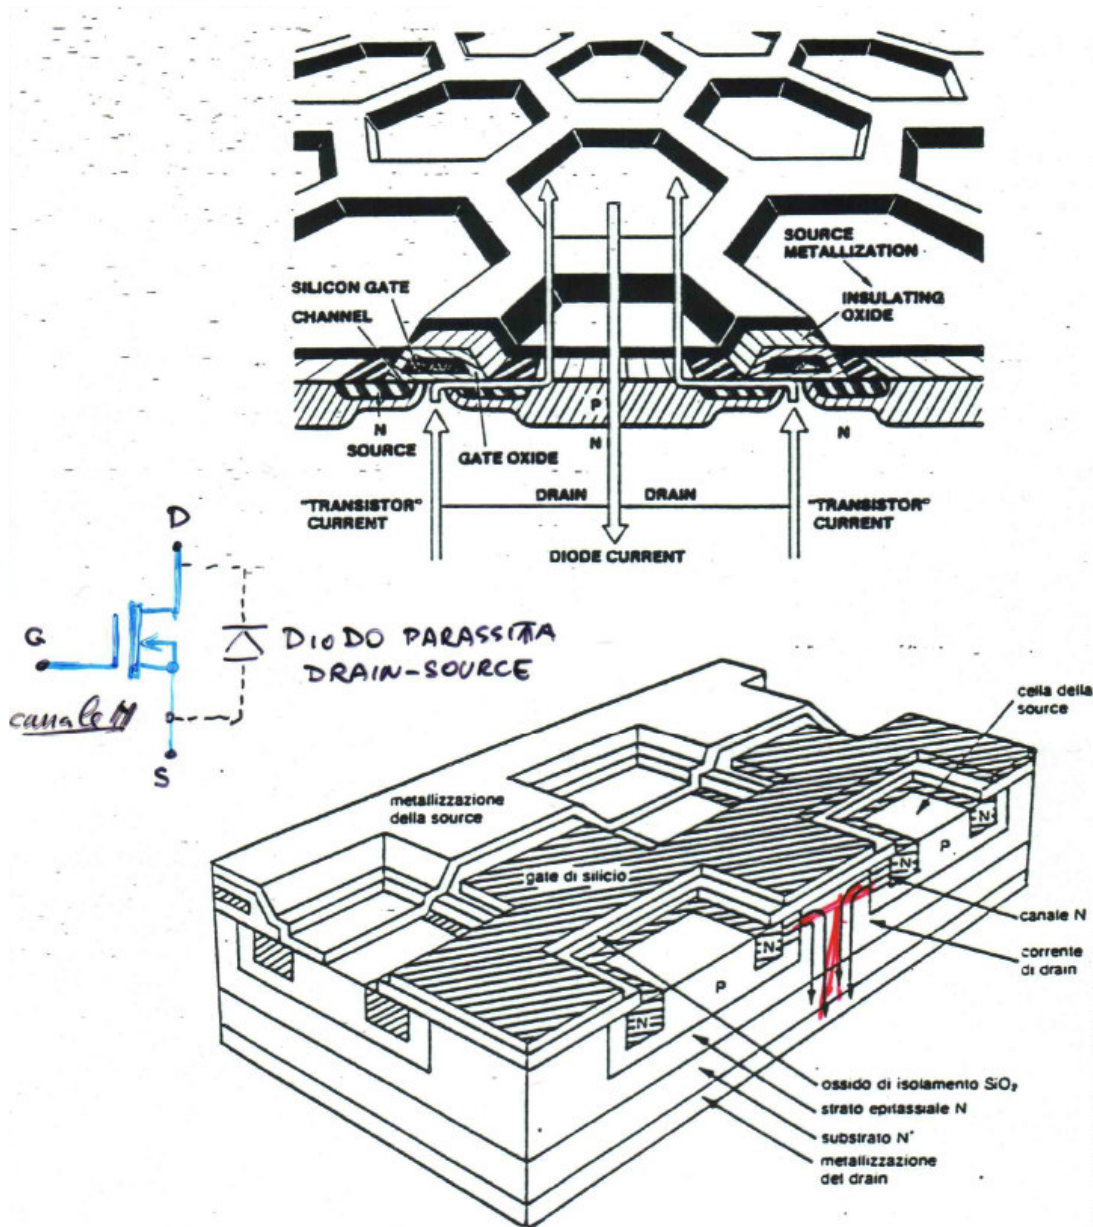 SOURCE
METALLIZATION
SILICON GATE
INSULATING
OXIDE
CHANNEL
P
N
N
N
SOURCE
GATE OXIDE
"TRANSISTOR"
CURRENT
DRAIN
DRAIN
"TRANSISTOR"
CURRENT
DIODE CURRENT
D
G
DIODO PARASSITA
DRAIN-SOURCE
canale N
S
cella della
source
metallizzazione
della source
N
P
N
gate di silicio
canale N
N
corrente
di drain
P
N
ossido di isolamento SiO₂
strato epitassiale N
substrato N⁺
metallizzazione
del drain